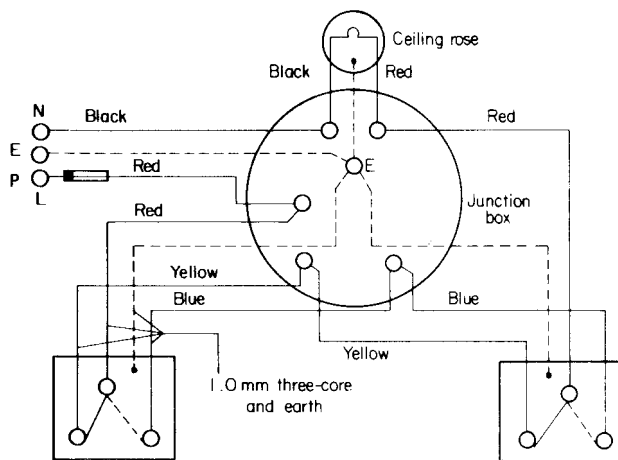 Ceiling rose
Black
Red
N
Black
Red
E
E
P
Red
L
Red
Junction
box
Yellow
Blue
Blue
Yellow
1.0 mm three-core
and earth